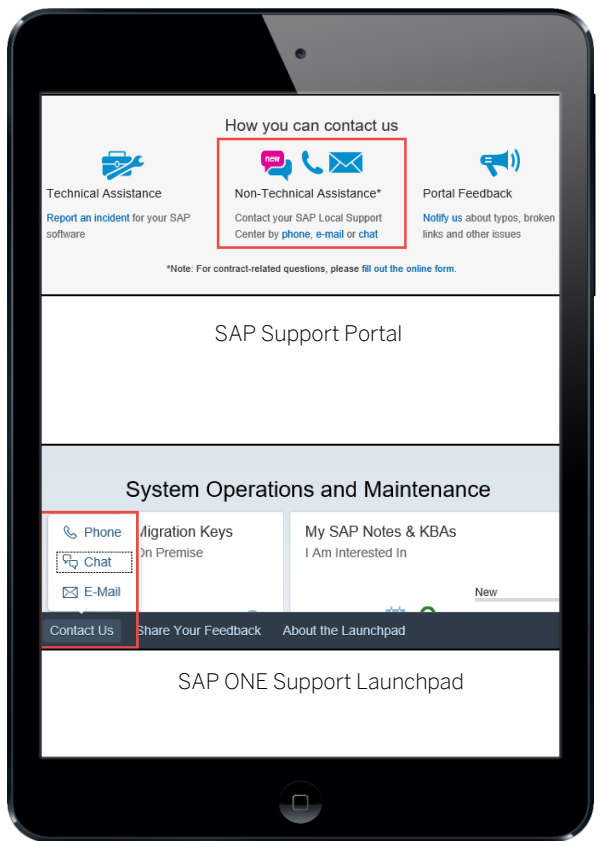 How you can contact us
new
Technical Assistance
Report an incident for your SAP
software
Non-Technical Assistance*
Contact your SAP Local Support
Center by phone, e-mail or chat
Portal Feedback
Notify us about typos, broken
links and other issues
*Note: For contract-related questions, please fill out the online form.
SAP Support Portal
System Operations and Maintenance
Phone
Chat
E-Mail
Migration Keys
On Premise
My SAP Notes & KBAs
I Am Interested In
New
Contact Us
Share Your Feedback
About the Launchpad
SAP ONE Support Launchpad